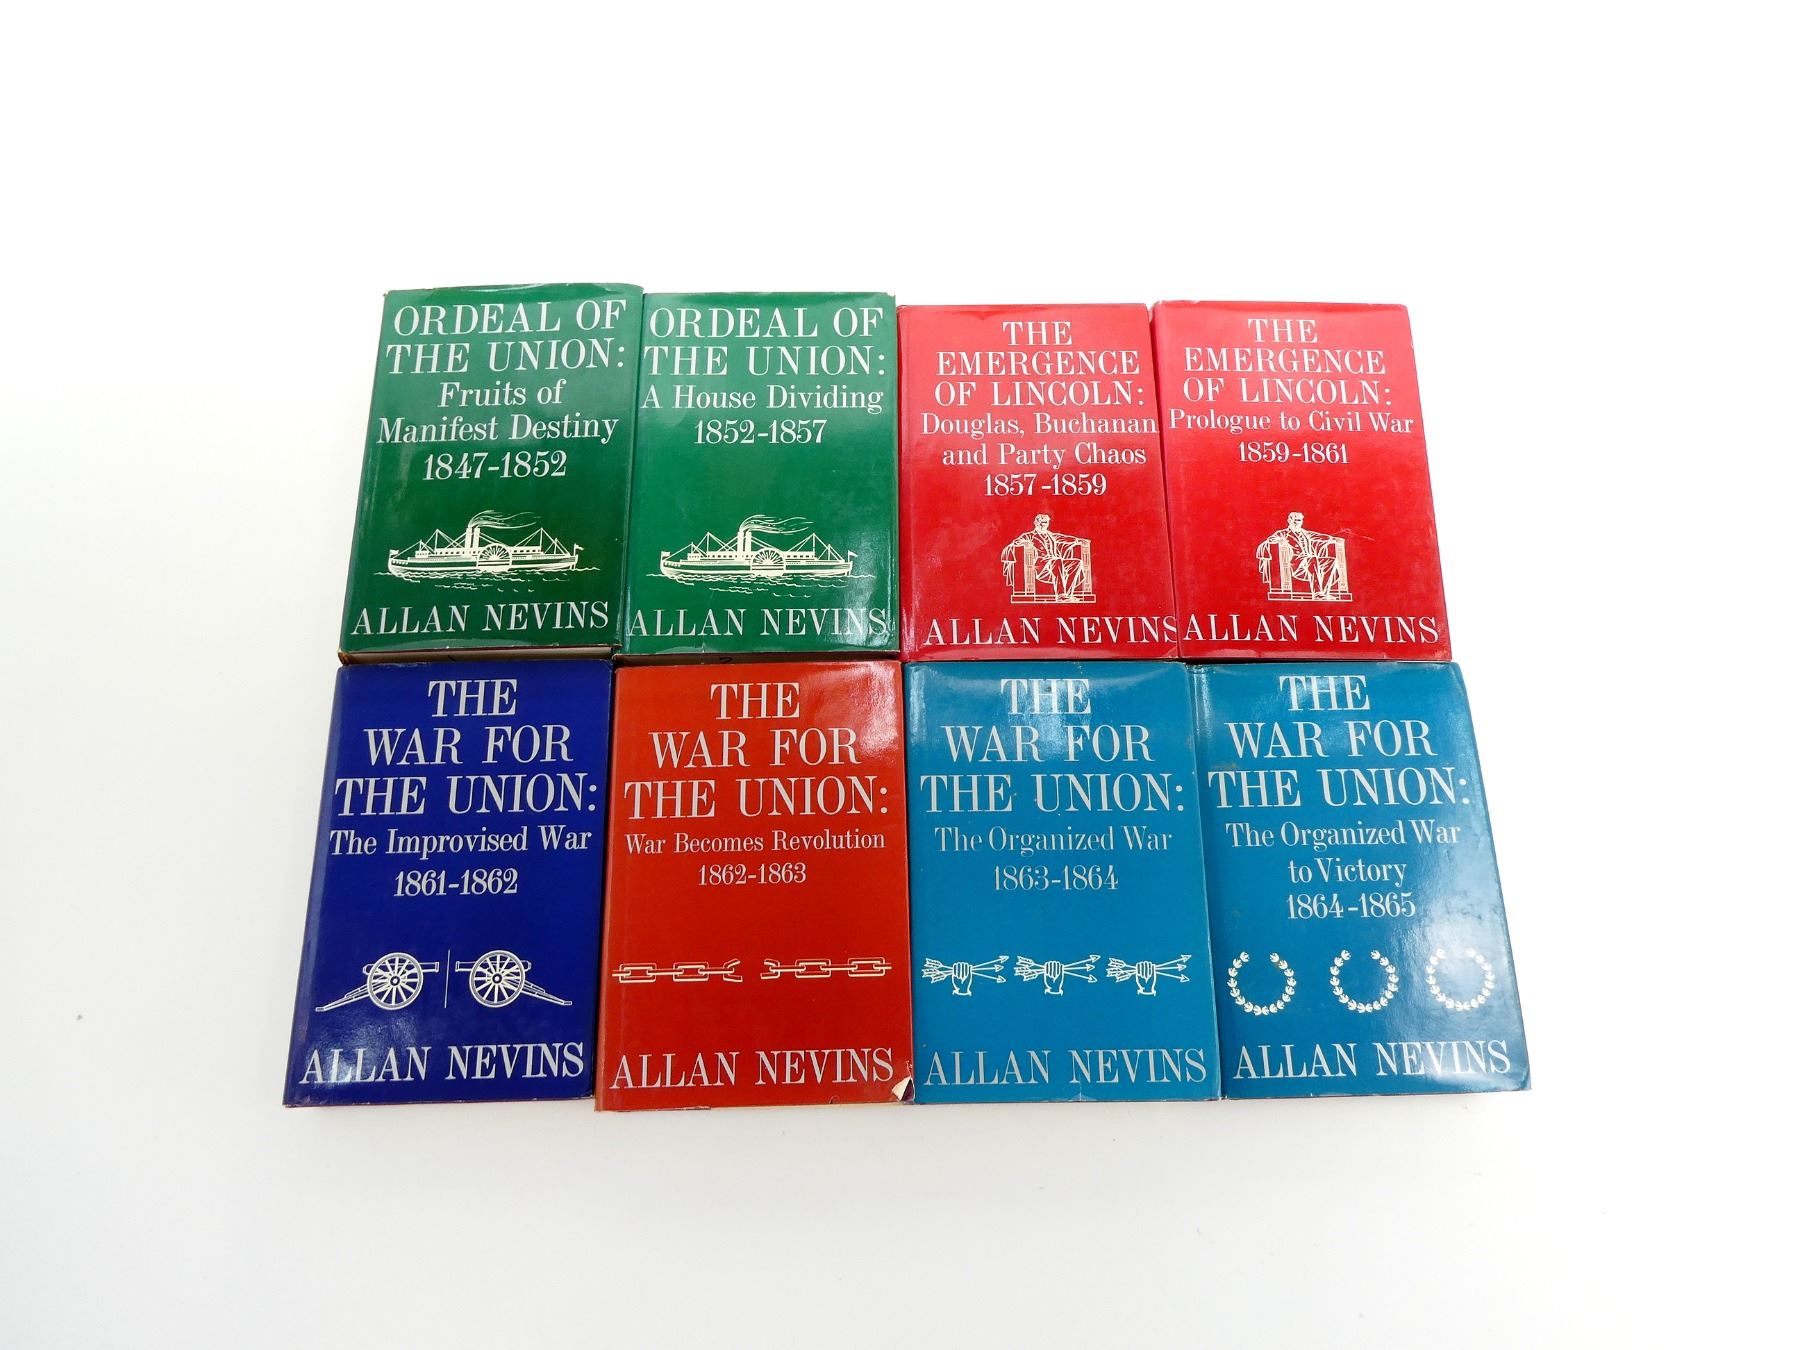 ORDEAL OF
THE UNION:
Fruits of
Manifest Destiny
1847-1852
ALLAN NEVINS
ORDEAL OF
THE UNION:
A House Dividing
1852-1857
ALLAN NEVINS
THE
EMERGENCE
OF LINCOLN:
Douglas, Buchanan
and Party Chaos
1857-1859
ALLAN NEVINS
THE
EMERGENCE
OF LINCOLN:
Prologue to Civil War
1859-1861
ALLAN NEVINS
THE
WAR FOR
THE UNION:
The Improvised War
1861-1862
ALLAN NEVINS
THE
WAR FOR
THE UNION:
War Becomes Revolution
1862-1863
ALLAN NEVINS
THE
WAR FOR
THE UNION:
The Organized War
1863-1864
ALLAN NEVINS
THE
WAR FOR
THE UNION:
The Organized War
to Victory
1864-1865
ALLAN NEVINS